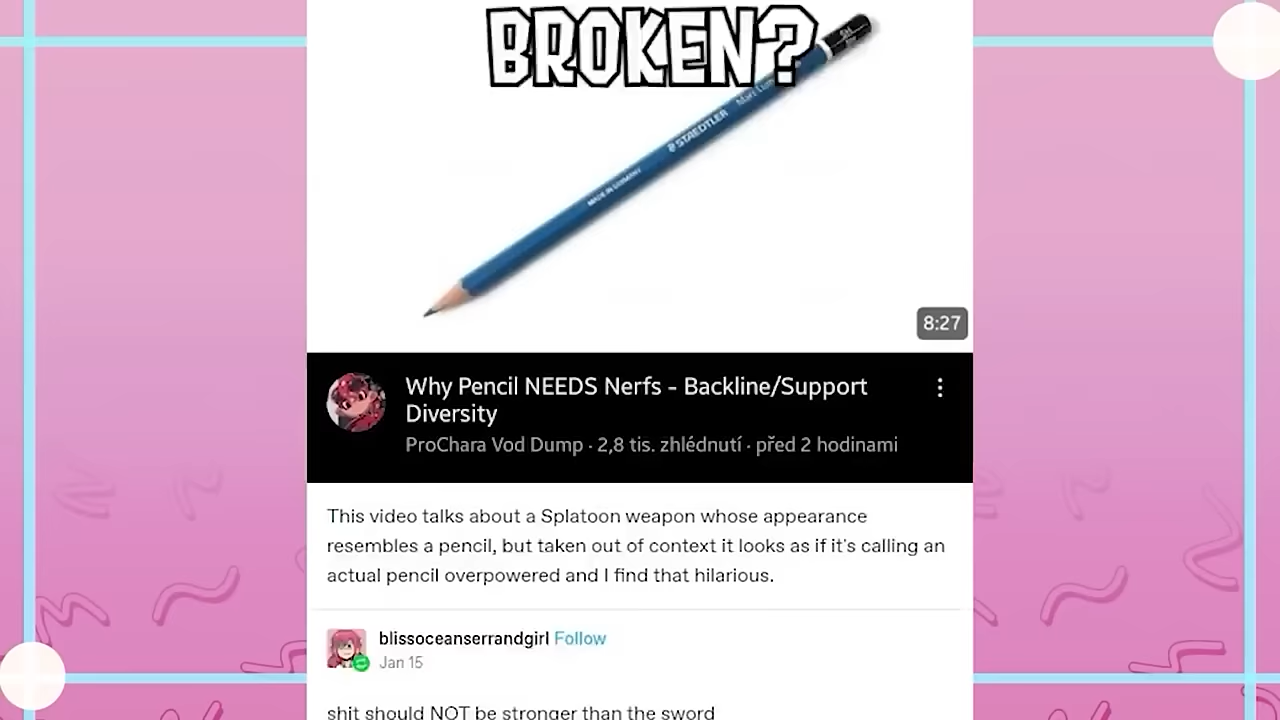 BROKEN?
STAEDTLER
MADE IN GERMANY
8:27
Why Pencil NEEDS Nerfs - Backline/Support
Diversity
ProChara Vod Dump · 2,8 tis. zhlédnutí · před 2 hodinami
This video talks about a Splatoon weapon whose appearance
resembles a pencil, but taken out of context it looks as if it's calling an
actual pencil overpowered and I find that hilarious.
blissoceanserrandgirl Follow
Jan 15
shit should NOT be stronger than the sword